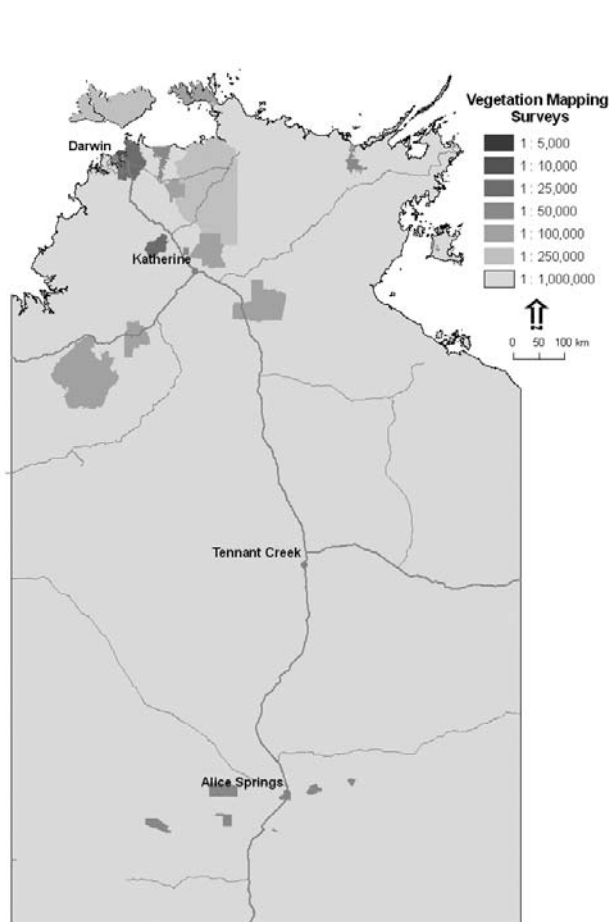 Vegetation Mapping
Surveys
1 : 5,000
1 : 10,000
1 : 25,000
1 : 50,000
1 : 100,000
1 : 250,000
1 : 1,000,000
0 50 100 km
Darwin
Katherine
Tennant Creek
Alice Springs